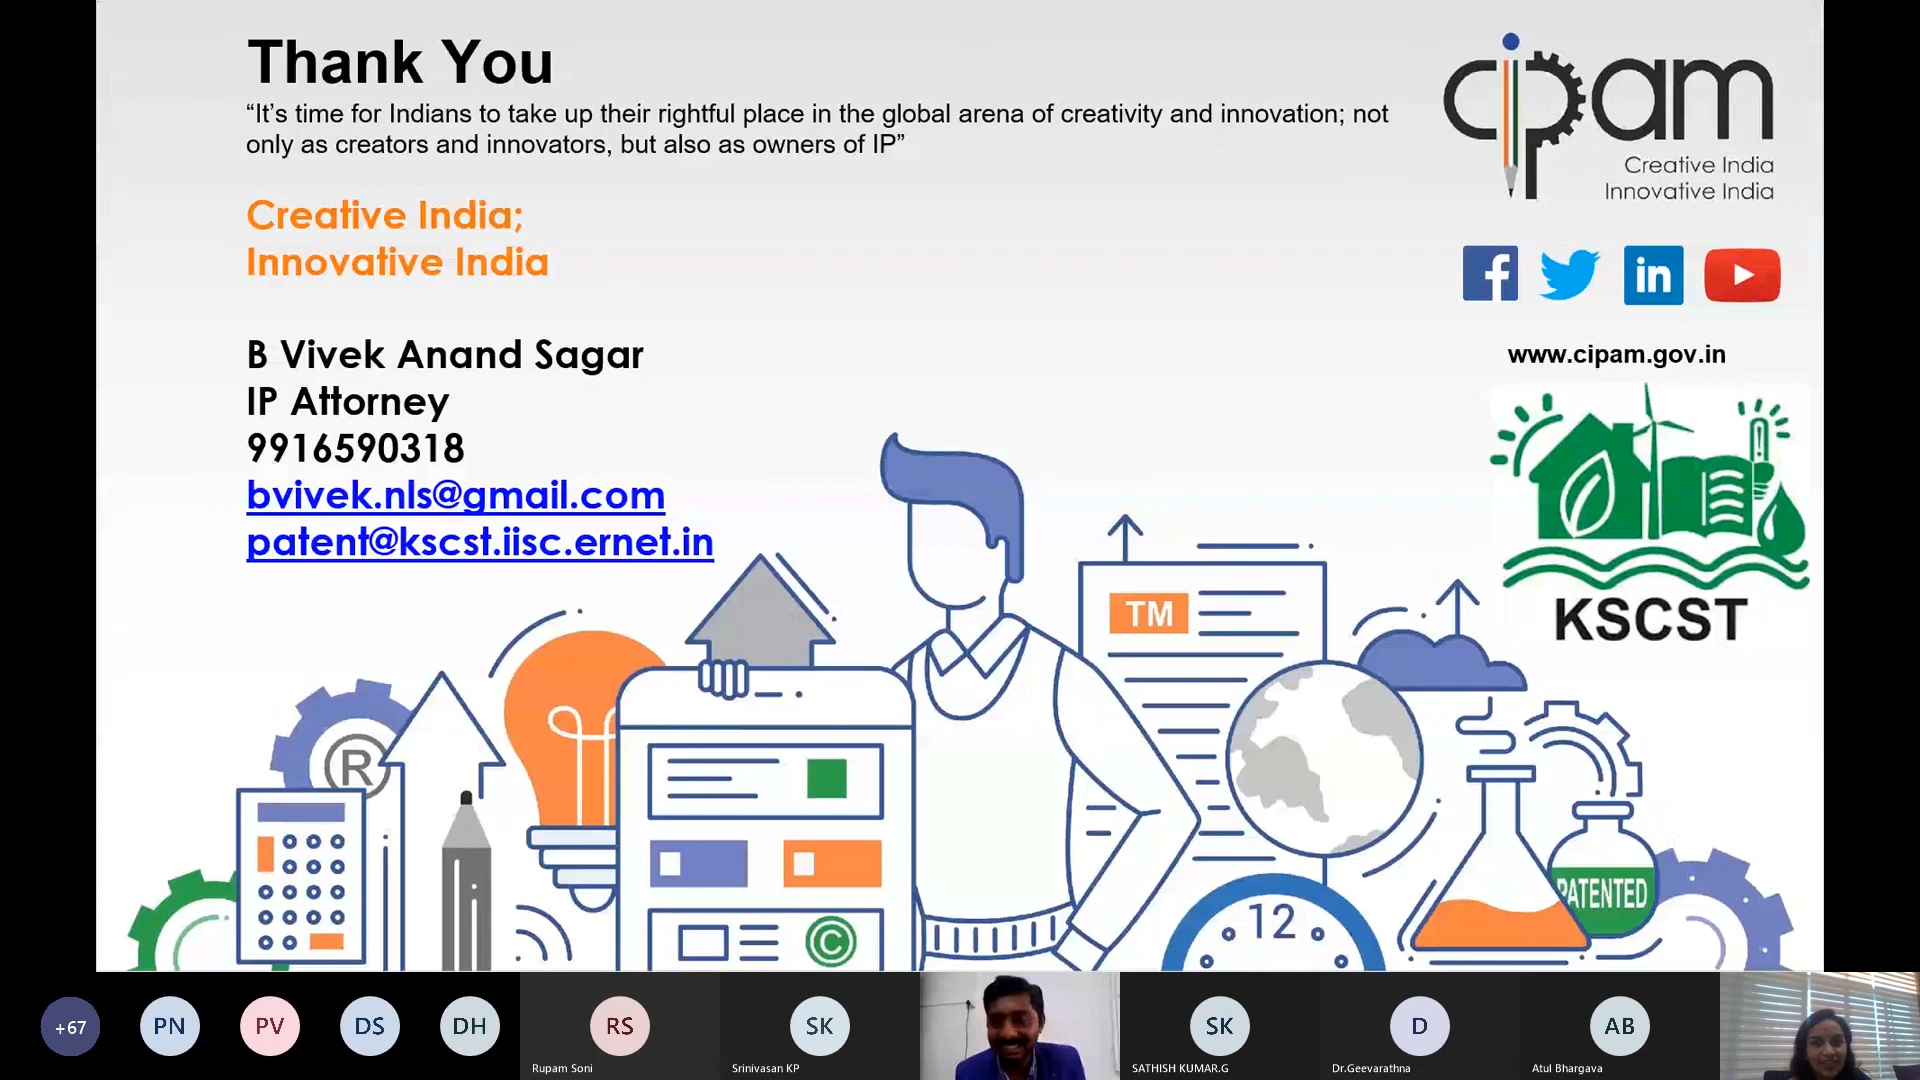 Thank You
“It’s time for Indians to take up their rightful place in the global arena of creativity and innovation; not
only as creators and innovators, but also as owners of IP”
Creative India;
Innovative India
B Vivek Anand Sagar
IP Attorney
9916590318
bvivek.nls@gmail.com
patent@kscst.iisc.ernet.in
cipam
Creative India
Innovative India
f
in
www.cipam.gov.in
KSCST
TM
®
©
12
PATENTED
+67
PN
PV
DS
DH
RS
Rupam Soni
SK
Srinivasan KP
SK
SATHISH KUMAR.G
D
Dr.Geevarathna
AB
Atul Bhargava